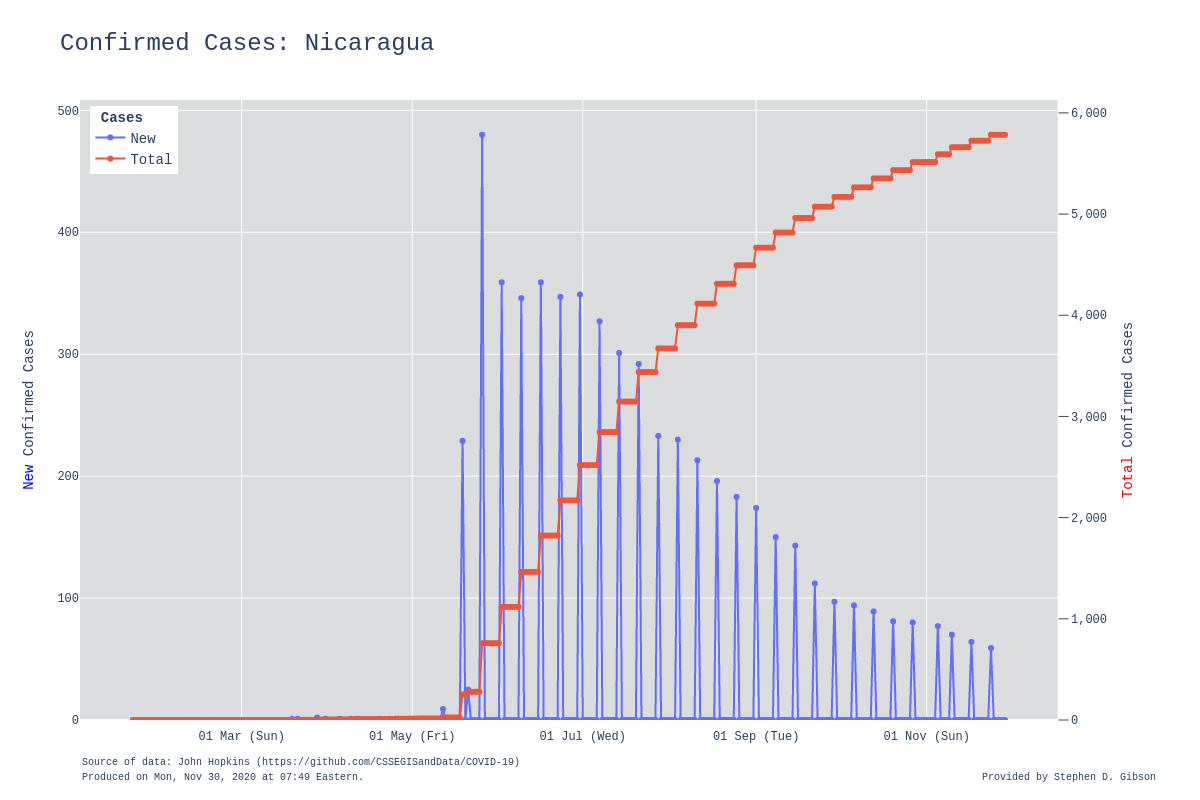 Confirmed Cases: Nicaragua
Cases
New
Total
500
400
300
200
100
0
6,000
5,000
4,000
3,000
2,000
1,000
0
New Confirmed Cases
Total Confirmed Cases
01 Mar (Sun)
01 May (Fri)
01 Jul (Wed)
01 Sep (Tue)
01 Nov (Sun)
Source of data: John Hopkins (https://github.com/CSSEGISandData/COVID-19)
Produced on Mon, Nov 30, 2020 at 07:49 Eastern.
Provided by Stephen D. Gibson